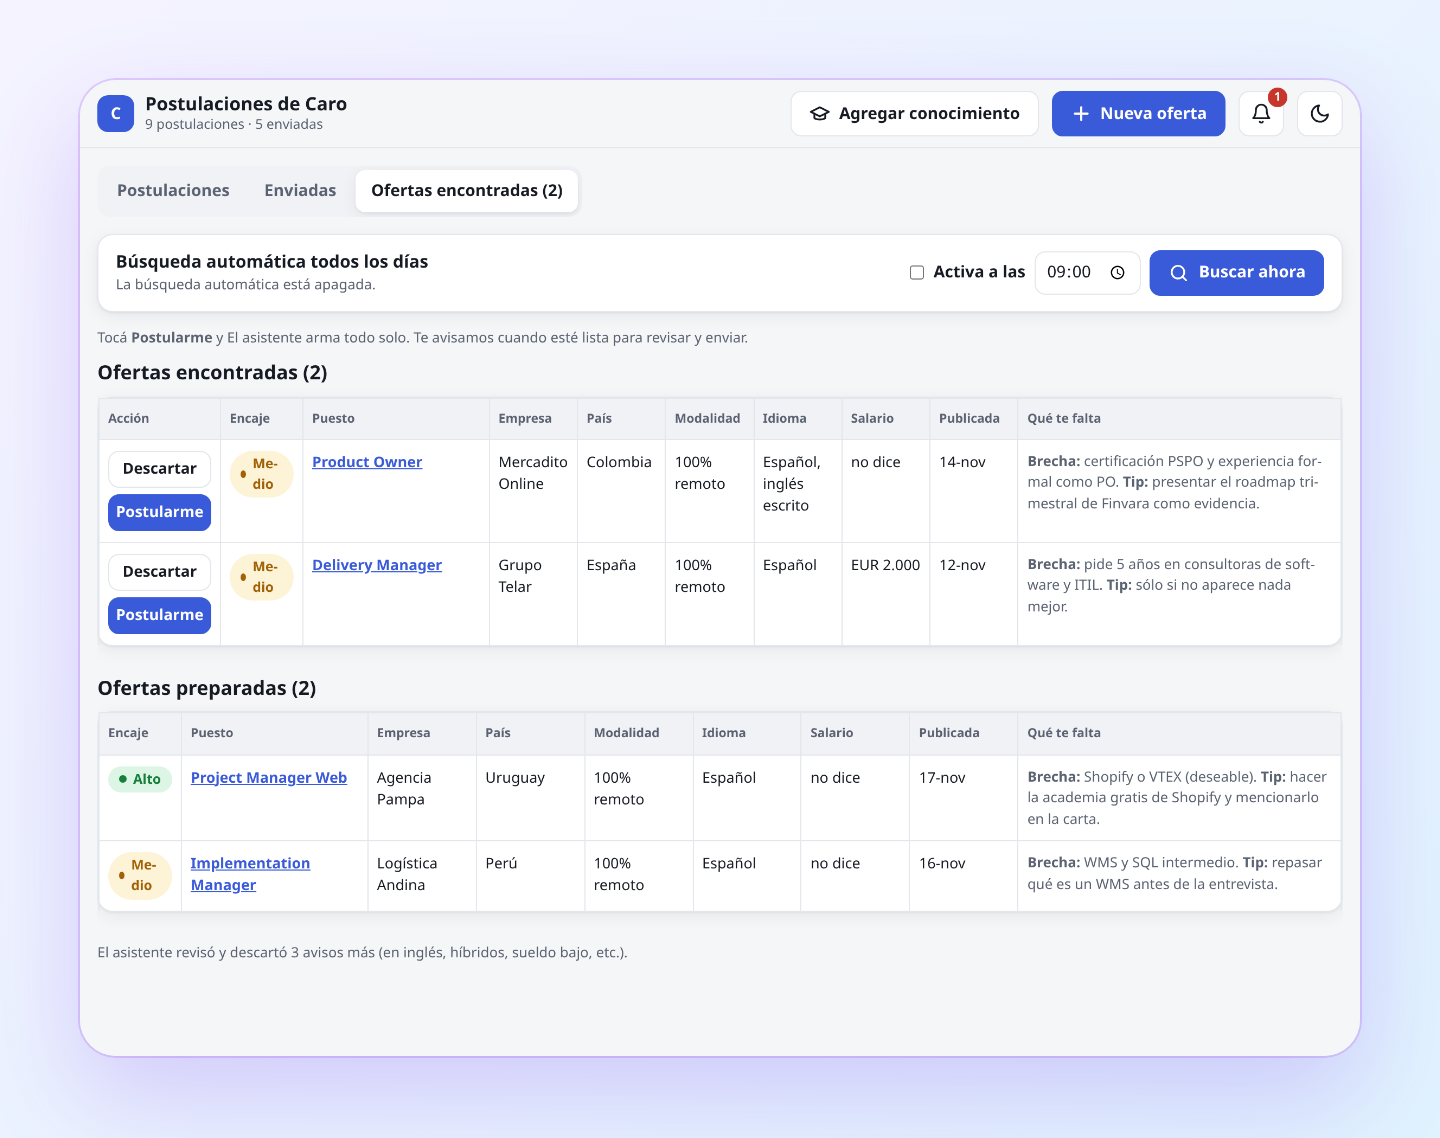 C
Postulaciones de Caro
9 postulaciones · 5 enviadas
Agregar conocimiento
Nueva oferta
1
Postulaciones
Enviadas
Ofertas encontradas (2)
Búsqueda automática todos los días
La búsqueda automática está apagada.
Activa a las
09:00
Buscar ahora
Tocá Postularme y El asistente arma todo solo. Te avisamos cuando esté lista para revisar y enviar.
Ofertas encontradas (2)
Acción
Encaje
Puesto
Empresa
País
Modalidad
Idioma
Salario
Publicada
Qué te falta
Descartar
Postularme
Me-
dio
Product Owner
Mercadito
Online
Colombia
100%
remoto
Español,
inglés
escrito
no dice
14-nov
Brecha: certificación PSPO y experiencia for-
mal como PO. Tip: presentar el roadmap tri-
mestral de Finvara como evidencia.
Descartar
Postularme
Me-
dio
Delivery Manager
Grupo
Telar
España
100%
remoto
Español
EUR 2.000
12-nov
Brecha: pide 5 años en consultoras de soft-
ware y ITIL. Tip: sólo si no aparece nada
mejor.
Ofertas preparadas (2)
Encaje
Puesto
Empresa
País
Modalidad
Idioma
Salario
Publicada
Qué te falta
Alto
Project Manager Web
Agencia
Pampa
Uruguay
100%
remoto
Español
no dice
17-nov
Brecha: Shopify o VTEX (deseable). Tip: hacer
la academia gratis de Shopify y mencionarlo
en la carta.
Me-
dio
Implementation
Manager
Logística
Andina
Perú
100%
remoto
Español
no dice
16-nov
Brecha: WMS y SQL intermedio. Tip: repasar
qué es un WMS antes de la entrevista.
El asistente revisó y descartó 3 avisos más (en inglés, híbridos, sueldo bajo, etc.).